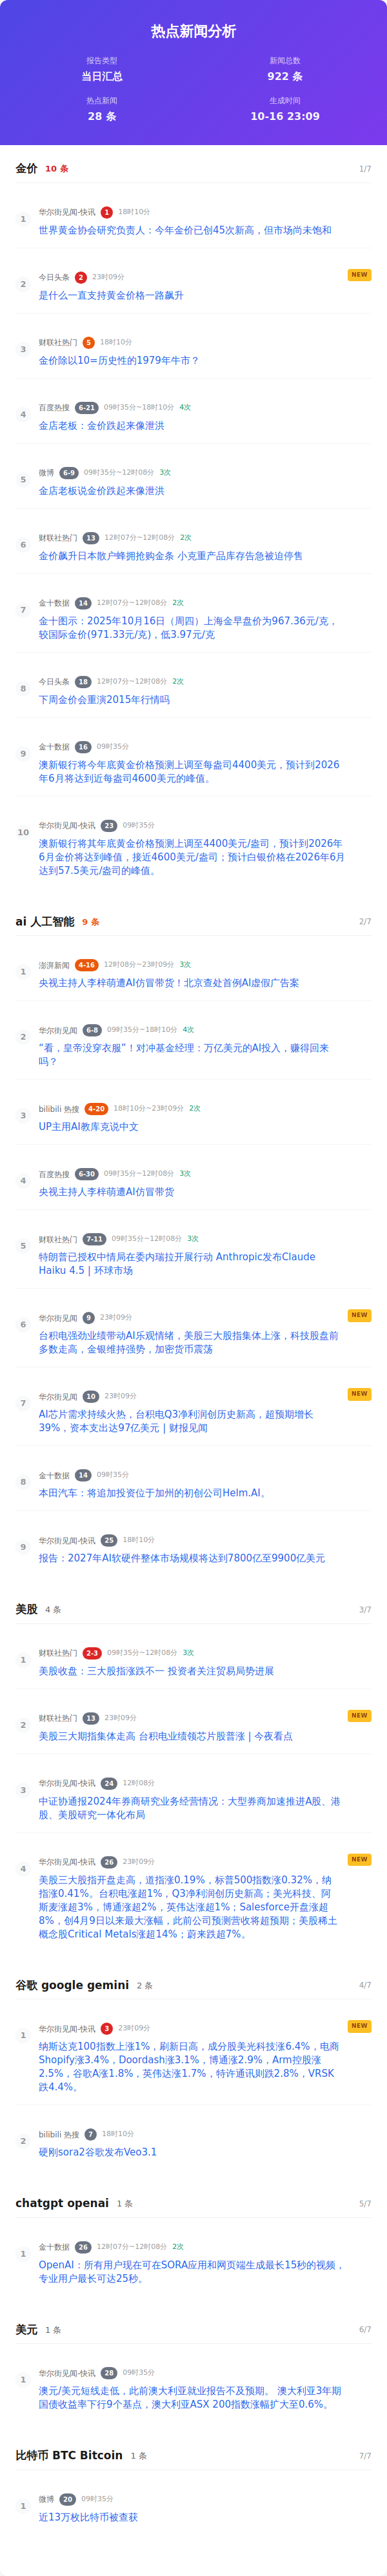 热点新闻分析
报告类型
当日汇总
新闻总数
922 条
热点新闻
28 条
生成时间
10-16 23:09
金价 10 条 1/7
1
华尔街见闻-快讯 1 18时10分
世界黄金协会研究负责人：今年金价已创45次新高，但市场尚未饱和
2
今日头条 2 23时09分 NEW
是什么一直支持黄金价格一路飙升
3
财联社热门 5 18时10分
金价除以10=历史性的1979年牛市？
4
百度热搜 6-21 09时35分~18时10分 4次
金店老板：金价跌起来像泄洪
5
微博 6-9 09时35分~12时08分 3次
金店老板说金价跌起来像泄洪
6
财联社热门 13 12时07分~12时08分 2次
金价飙升日本散户蜂拥抢购金条 小克重产品库存告急被迫停售
7
金十数据 14 12时07分~12时08分 2次
金十图示：2025年10月16日（周四）上海金早盘价为967.36元/克，
较国际金价(971.33元/克)，低3.97元/克
8
今日头条 18 12时07分~12时08分 2次
下周金价会重演2015年行情吗
9
金十数据 16 09时35分
澳新银行将今年年底黄金价格预测上调至每盎司4400美元，预计到2026
年6月将达到近每盎司4600美元的峰值。
10
华尔街见闻-快讯 23 09时35分
澳新银行将其年底黄金价格预测上调至4400美元/盎司，预计到2026年
6月金价将达到峰值，接近4600美元/盎司；预计白银价格在2026年6月
达到57.5美元/盎司的峰值。
ai 人工智能 9 条 2/7
1
澎湃新闻 4-16 12时08分~23时09分 3次
央视主持人李梓萌遭AI仿冒带货！北京查处首例AI虚假广告案
2
华尔街见闻 6-8 09时35分~18时10分 4次
“看，皇帝没穿衣服”！对冲基金经理：万亿美元的AI投入，赚得回来
吗？
3
bilibili 热搜 4-20 18时10分~23时09分 2次
UP主用AI教库克说中文
4
百度热搜 6-30 09时35分~12时08分 3次
央视主持人李梓萌遭AI仿冒带货
5
财联社热门 7-11 09时35分~12时08分 3次
特朗普已授权中情局在委内瑞拉开展行动 Anthropic发布Claude
Haiku 4.5 | 环球市场
6
华尔街见闻 9 23时09分 NEW
台积电强劲业绩带动AI乐观情绪，美股三大股指集体上涨，科技股盘前
多数走高，金银维持强势，加密货币震荡
7
华尔街见闻 10 23时09分 NEW
AI芯片需求持续火热，台积电Q3净利润创历史新高，超预期增长
39%，资本支出达97亿美元 | 财报见闻
8
金十数据 14 09时35分
本田汽车：将追加投资位于加州的初创公司Helm.AI。
9
华尔街见闻-快讯 25 18时10分
报告：2027年AI软硬件整体市场规模将达到7800亿至9900亿美元
美股 4 条 3/7
1
财联社热门 2-3 09时35分~12时08分 3次
美股收盘：三大股指涨跌不一 投资者关注贸易局势进展
2
财联社热门 13 23时09分 NEW
美股三大期指集体走高 台积电业绩领芯片股普涨 | 今夜看点
3
华尔街见闻-快讯 24 12时08分
中证协通报2024年券商研究业务经营情况：大型券商加速推进A股、港
股、美股研究一体化布局
4
华尔街见闻-快讯 26 23时09分 NEW
美股三大股指开盘走高，道指涨0.19%，标普500指数涨0.32%，纳
指涨0.41%。台积电涨超1%，Q3净利润创历史新高；美光科技、阿
斯麦涨超3%，博通涨超2%，英伟达涨超1%；Salesforce开盘涨超
8%，创4月9日以来最大涨幅，此前公司预测营收将超预期；美股稀土
概念股Critical Metals涨超14%；蔚来跌超7%。
谷歌 google gemini 2 条 4/7
1
华尔街见闻-快讯 3 23时09分 NEW
纳斯达克100指数上涨1%，刷新日高，成分股美光科技涨6.4%，电商
Shopify涨3.4%，Doordash涨3.1%，博通涨2.9%，Arm控股涨
2.5%，谷歌A涨1.8%，英伟达涨1.7%，特许通讯则跌2.8%，VRSK
跌4.4%。
2
bilibili 热搜 7 18时10分
硬刚sora2谷歌发布Veo3.1
chatgpt openai 1 条 5/7
1
金十数据 26 12时07分~12时08分 2次
OpenAI：所有用户现在可在SORA应用和网页端生成最长15秒的视频，
专业用户最长可达25秒。
美元 1 条 6/7
1
华尔街见闻-快讯 28 09时35分
澳元/美元短线走低，此前澳大利亚就业报告不及预期。 澳大利亚3年期
国债收益率下行9个基点，澳大利亚ASX 200指数涨幅扩大至0.6%。
比特币 BTC Bitcoin 1 条 7/7
1
微博 20 09时35分
近13万枚比特币被查获